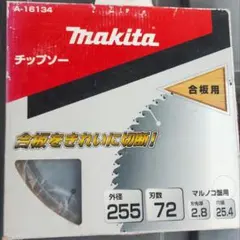 A-16134
makita
チップソー
合板用
合板をきれいに切断!
外径
255
刃数
72
マルノコ盤用
2.8
25.4